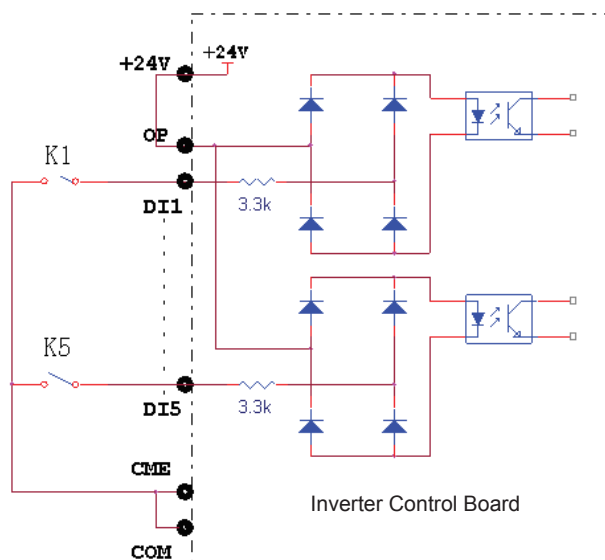 +24V
+24V
OP
K1
DI1
3.3k
K5
DI5
3.3k
CME
Inverter Control Board
COM